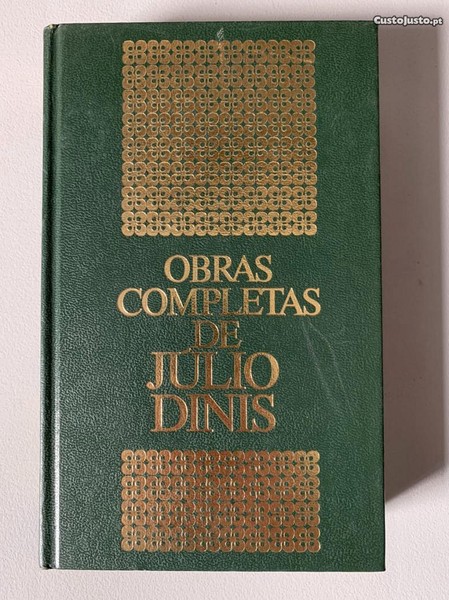 CustoJusto.pt
OBRAS
COMPLETAS
DE
JÚLIO
DINIS